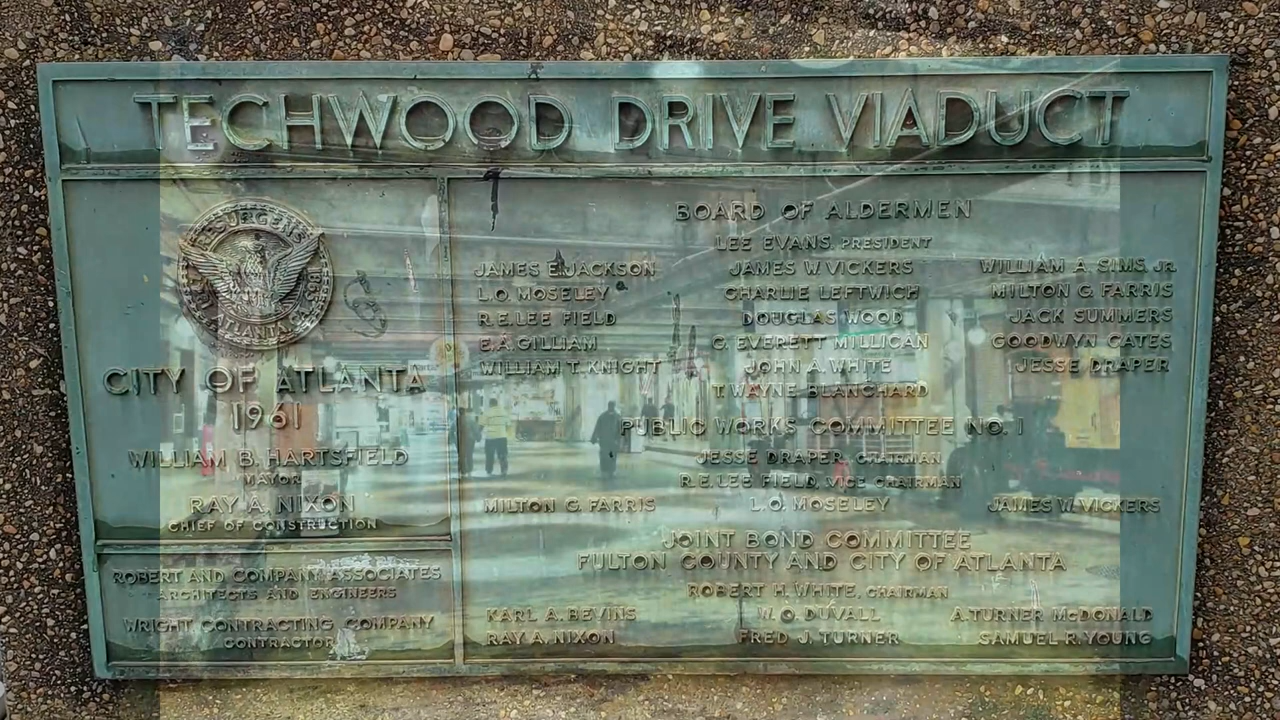 TECHWOOD DRIVE VIADUCT
RESURGENS
ATLANTA, GA.
CITY OF ATLANTA
1961
WILLIAM B. HARTSFIELD
MAYOR
RAY A. NIXON
CHIEF OF CONSTRUCTION
ROBERT AND COMPANY ASSOCIATES
ARCHITECTS AND ENGINEERS
WRIGHT CONTRACTING COMPANY
CONTRACTOR
BOARD OF ALDERMEN
LEE EVANS, PRESIDENT
JAMES E. JACKSON JAMES W. VICKERS WILLIAM A. SIMS, JR.
L.O. MOSELEY CHARLIE LEFTWICH MILTON G. FARRIS
R.E. LEE FIELD DOUGLAS WOOD JACK SUMMERS
E.A. GILLIAM G. EVERETT MILLICAN GOODWYN CATES
WILLIAM T. KNIGHT JOHN A. WHITE JESSE DRAPER
T. WAYNE BLANCHARD
PUBLIC WORKS COMMITTEE NO. 1
JESSE DRAPER, CHAIRMAN
R.E. LEE FIELD, VICE CHAIRMAN
MILTON G. FARRIS L.O. MOSELEY JAMES W. VICKERS
JOINT BOND COMMITTEE
FULTON COUNTY AND CITY OF ATLANTA
ROBERT H. WHITE, CHAIRMAN
KARL A. BEVINS W.O. DUVALL A. TURNER McDONALD
RAY A. NIXON FRED J. TURNER SAMUEL R. YOUNG